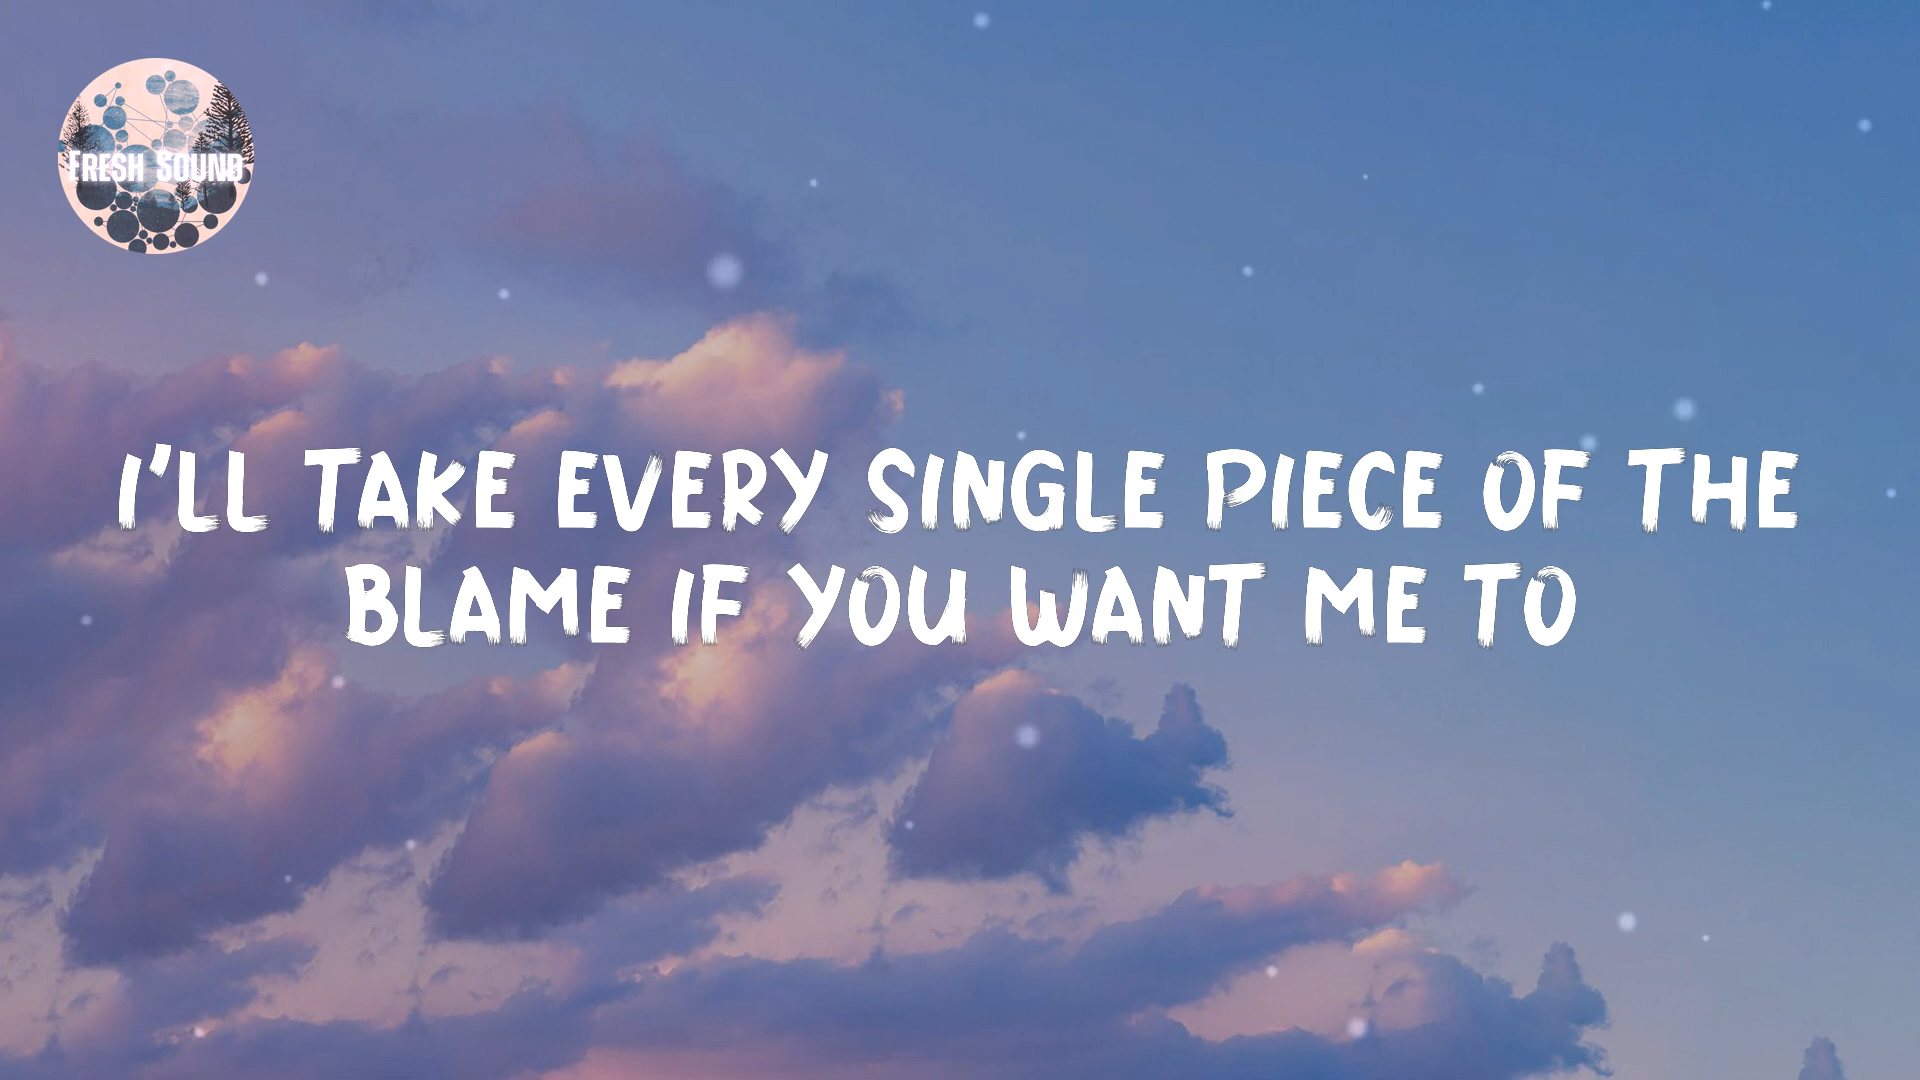 FRESH SOUND
I'LL TAKE EVERY SINGLE PIECE OF THE
BLAME IF YOU WANT ME TO